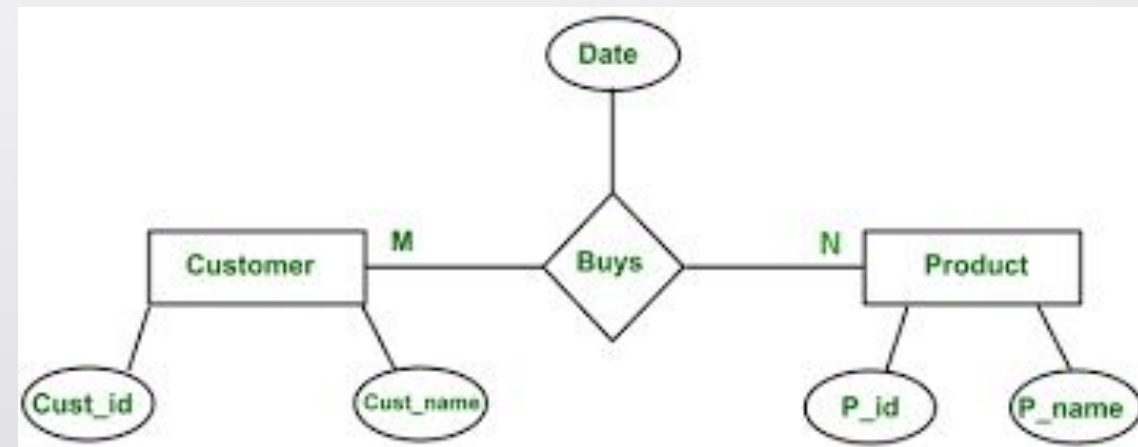 Date
Customer
M
Buys
N
Product
Cust_id
Cust_name
P_id
P_name